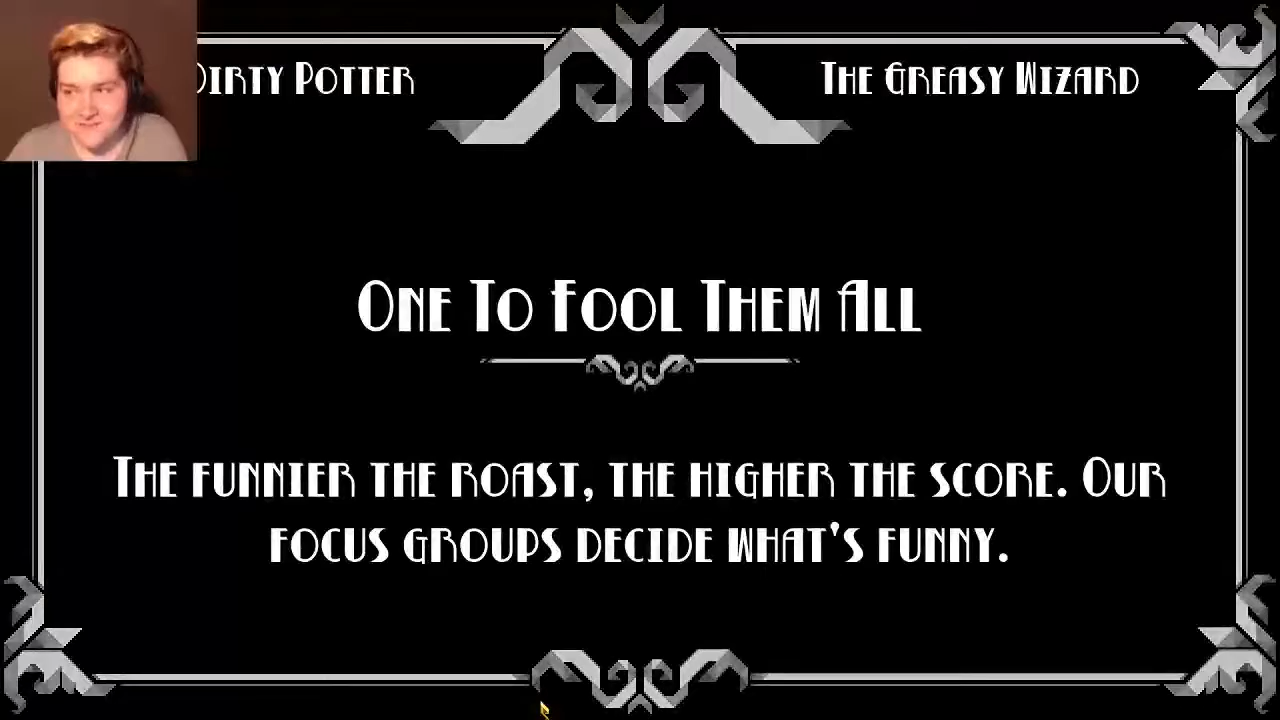 Dirty Potter
The Greasy Wizard
One To Fool Them All
The funnier the roast, the higher the score. Our
focus groups decide what's funny.